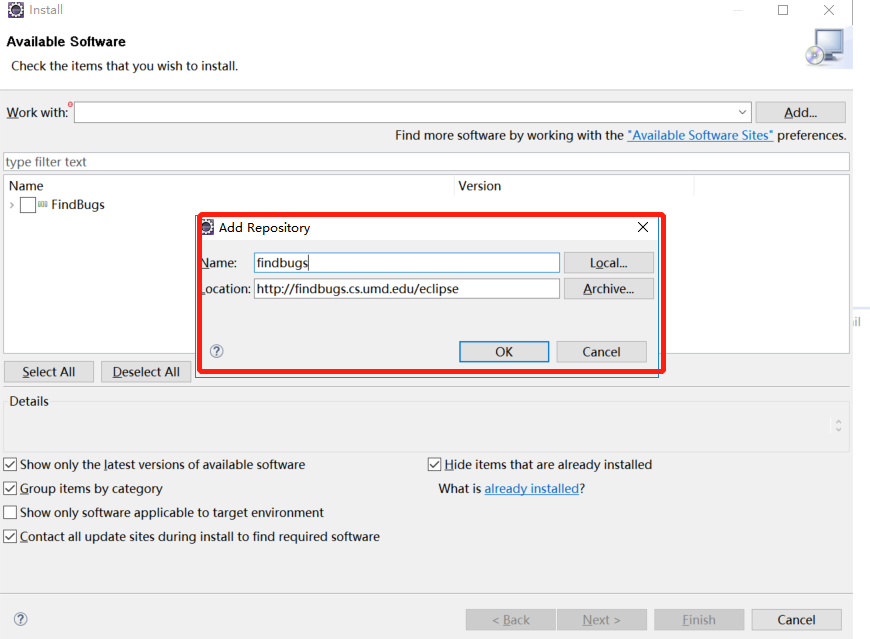 Install
Available Software
Check the items that you wish to install.
Work with:
Add...
Find more software by working with the "Available Software Sites" preferences.
type filter text
Name Version
FindBugs
Add Repository
Name: findbugs Local...
Location: http://findbugs.cs.umd.edu/eclipse Archive...
OK Cancel
Select All Deselect All
Details
Show only the latest versions of available software
Hide items that are already installed
Group items by category
What is already installed?
Show only software applicable to target environment
Contact all update sites during install to find required software
< Back Next > Finish Cancel